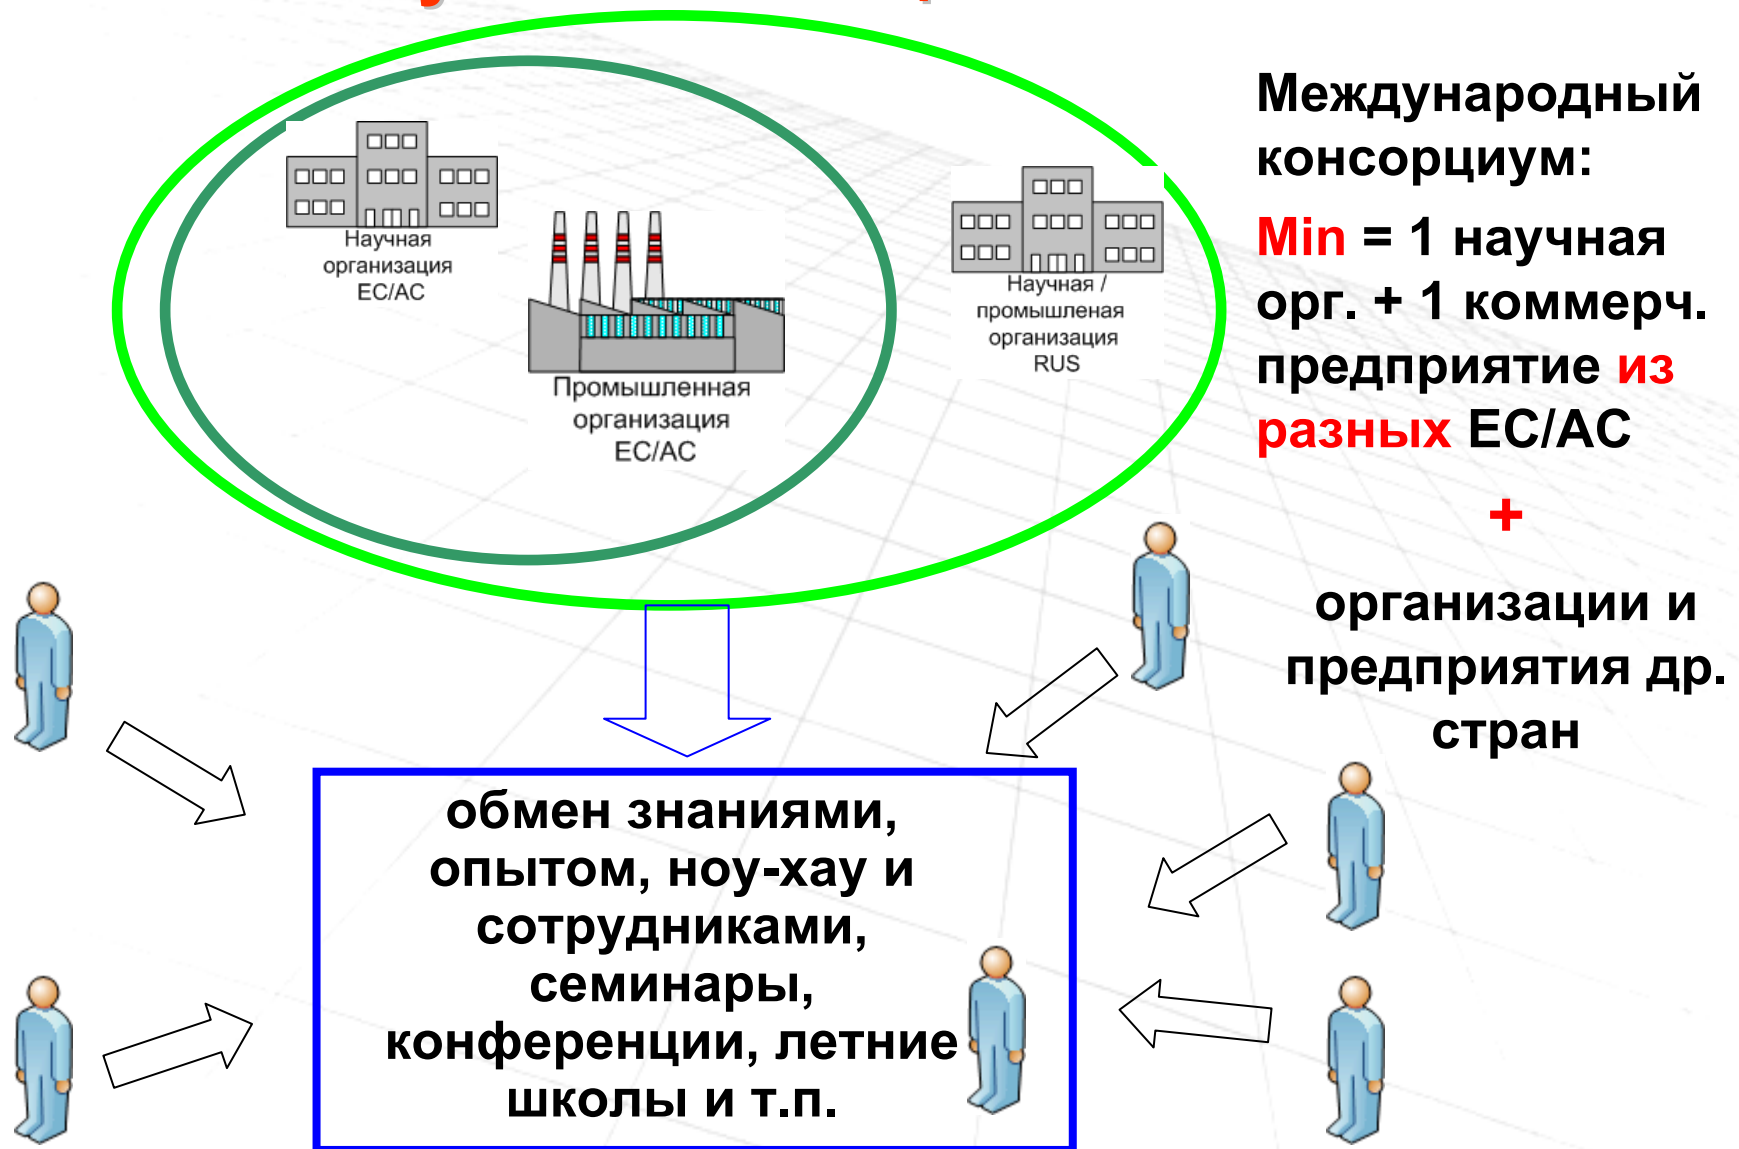 Научная
организация
ЕС/АС
Промышленная
организация
ЕС/АС
Научная /
промышленая
организация
RUS
Международный
консорциум:
Min = 1 научная
орг. + 1 коммерч.
предприятие из
разных ЕС/АС
+
организации и
предприятия др.
стран
обмен знаниями,
опытом, ноу-хау и
сотрудниками,
семинары,
конференции, летние
школы и т.п.